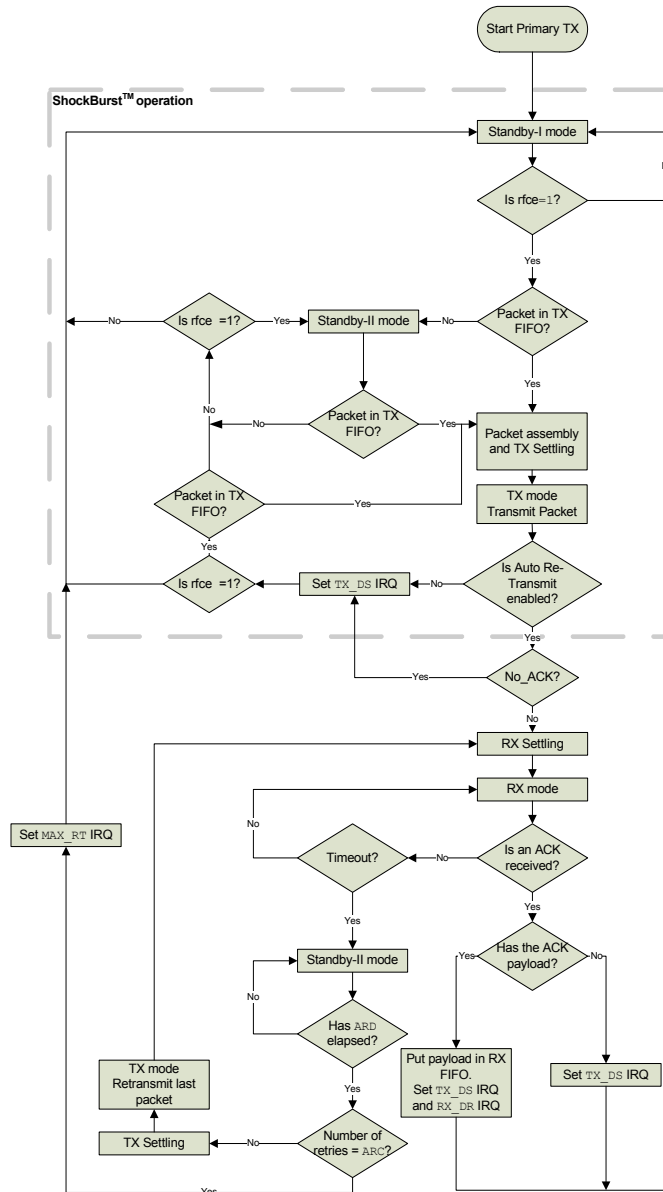 Start Primary TX
ShockBurst™ operation
Standby-I mode
Is rfce=1?
Yes
No
Is rfce =1?
Yes
Standby-II mode
No
Packet in TX
FIFO?
Yes
No
No
Packet in TX
FIFO?
Yes
Packet assembly
and TX Settling
Packet in TX
FIFO?
Yes
TX mode
Transmit Packet
Yes
Is rfce =1?
Set TX_DS IRQ
No
Is Auto Re-
Transmit
enabled?
Yes
Yes
No_ACK?
No
RX Settling
RX mode
No
Set MAX_RT IRQ
Timeout?
No
Is an ACK
received?
Yes
Yes
Standby-II mode
Yes
Has the ACK
payload?
No
No
Has ARD
elapsed?
TX mode
Retransmit last
packet
Put payload in RX
FIFO.
Set TX_DS IRQ
and RX_DR IRQ
Set TX_DS IRQ
Yes
TX Settling
No
Number of
retries = ARC?
Yes